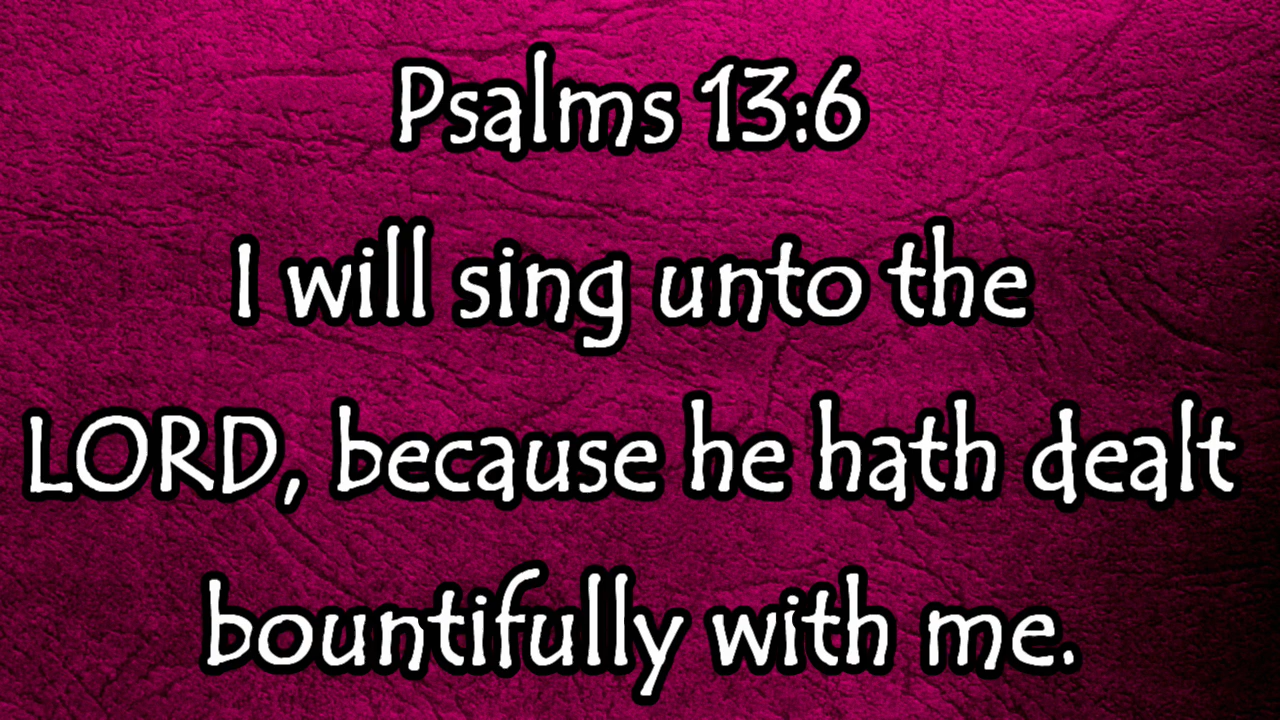 Psalms 13:6
I will sing unto the
LORD, because he hath dealt
bountifully with me.